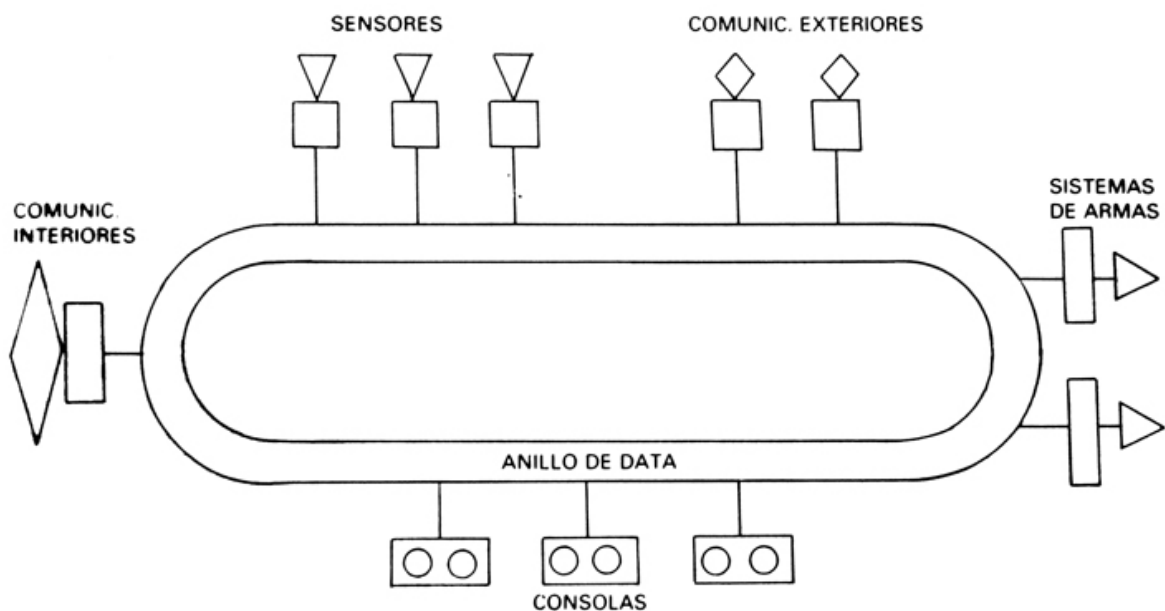 SENSORES
COMUNIC. EXTERIORES
COMUNIC.
INTERIORES
SISTEMAS
DE ARMAS
ANILLO DE DATA
CONSOLAS